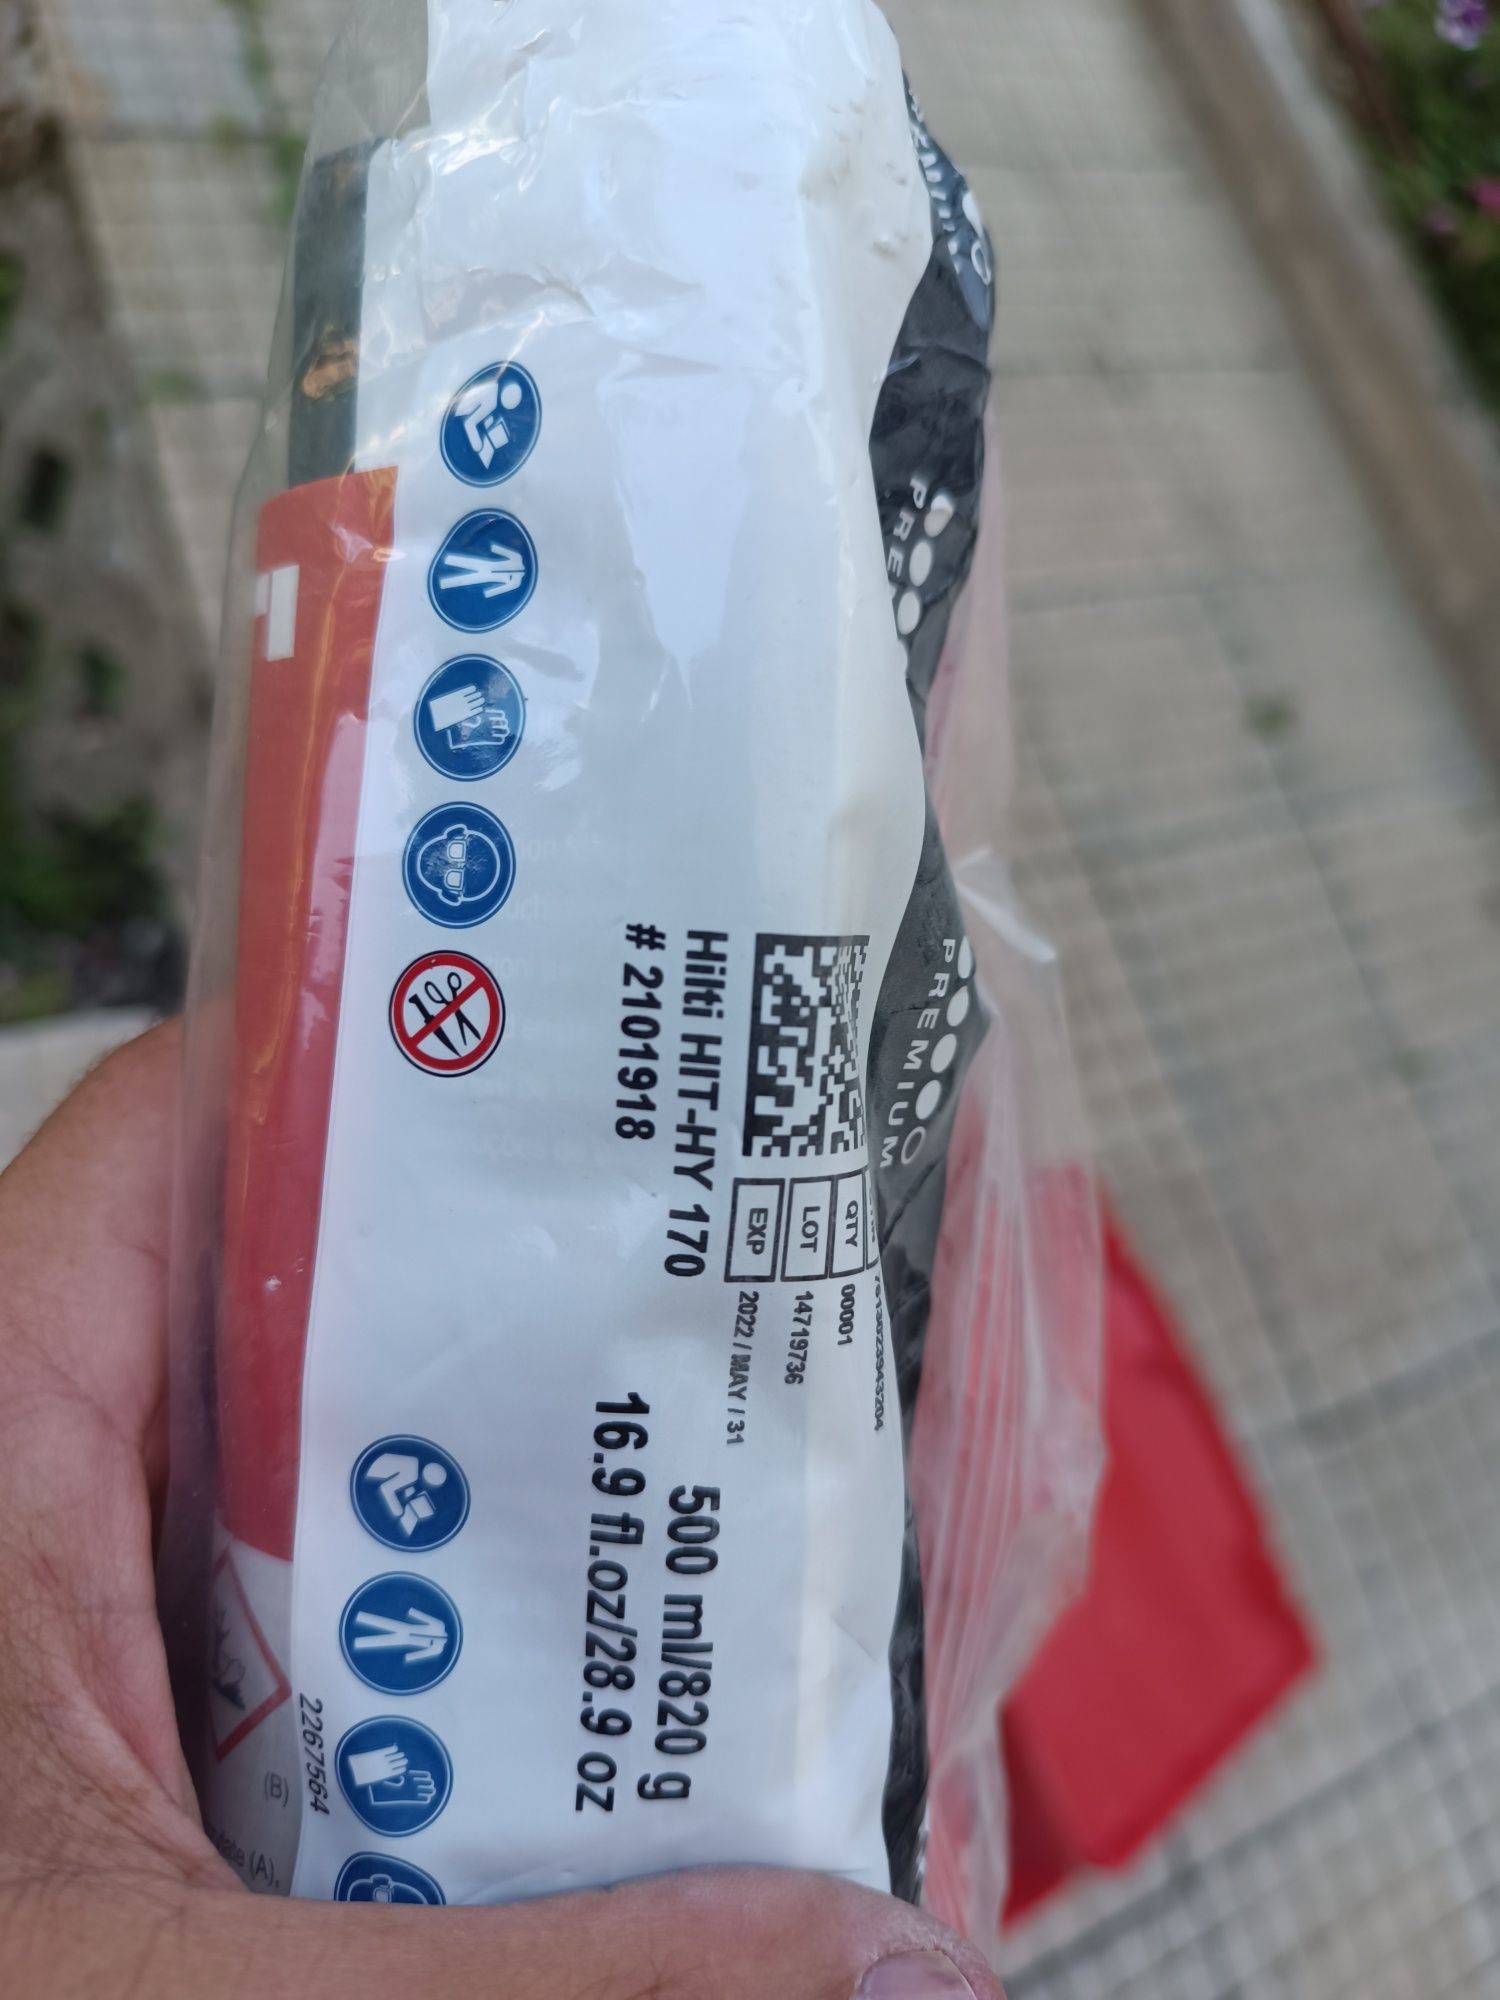 PREMIUM
PREMIUM
QTY 00001
LOT 14719736
EXP 2022 / MAY / 31
Hilti HIT-HY 170
# 2101918
500 ml/820 g
16.9 fl.oz/28.9 oz
2267564
(B)
(A),